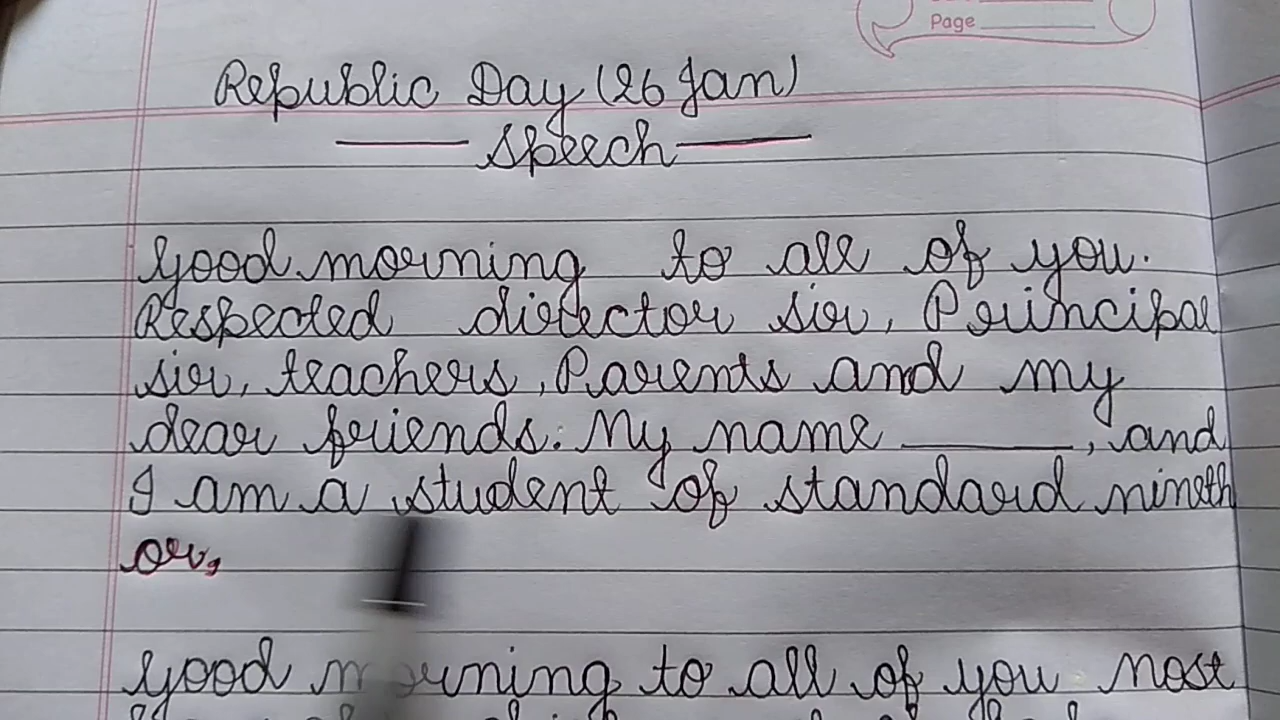 Page
Republic Day (26 Jan)
Speech
Good morning to all of you.
Respected director sir, Principal
sir, teachers, Parents and my
dear friends. My name ______, and
I am a student of standard nineth
or,
Good morning to all of you most